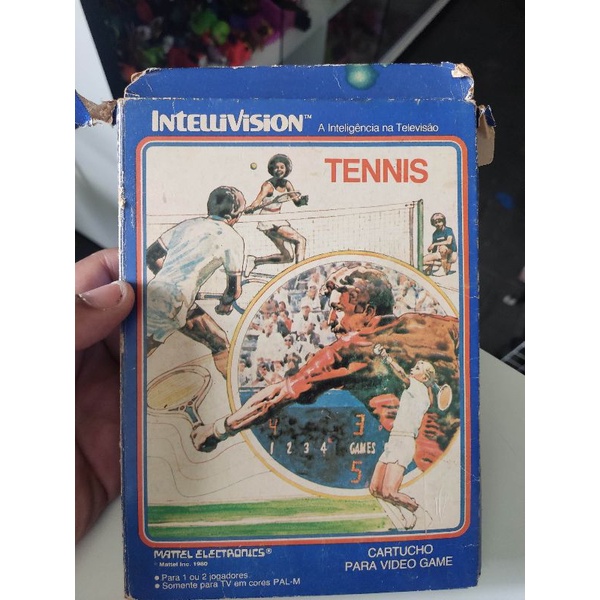 INTELLIVISION™ A Inteligência na Televisão
TENNIS
4 3
1 2 3 4 GAMES
5
MATTEL ELECTRONICS®
© Mattel Inc. 1980
CARTUCHO
PARA VIDEO GAME
• Para 1 ou 2 jogadores.
• Somente para TV em cores PAL-M